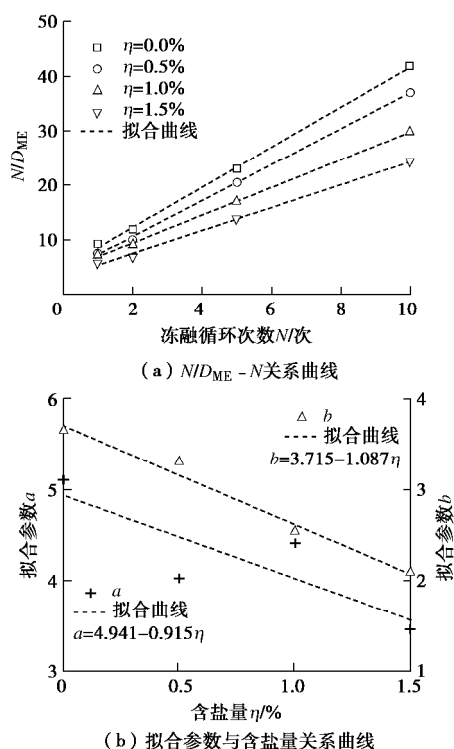 50
40
30
20
10
N/D_ME
η=0.0%
η=0.5%
η=1.0%
η=1.5%
拟合曲线
0 2 4 6 8 10
冻融循环次数N/次
(a) N/D_ME – N关系曲线
6
5
4
3
拟合参数a
4
3
2
1
拟合参数b
b
拟合曲线
b=3.715–1.087η
a
拟合曲线
a=4.941–0.915η
0 0.5 1.0 1.5
含盐量η/%
(b) 拟合参数与含盐量关系曲线